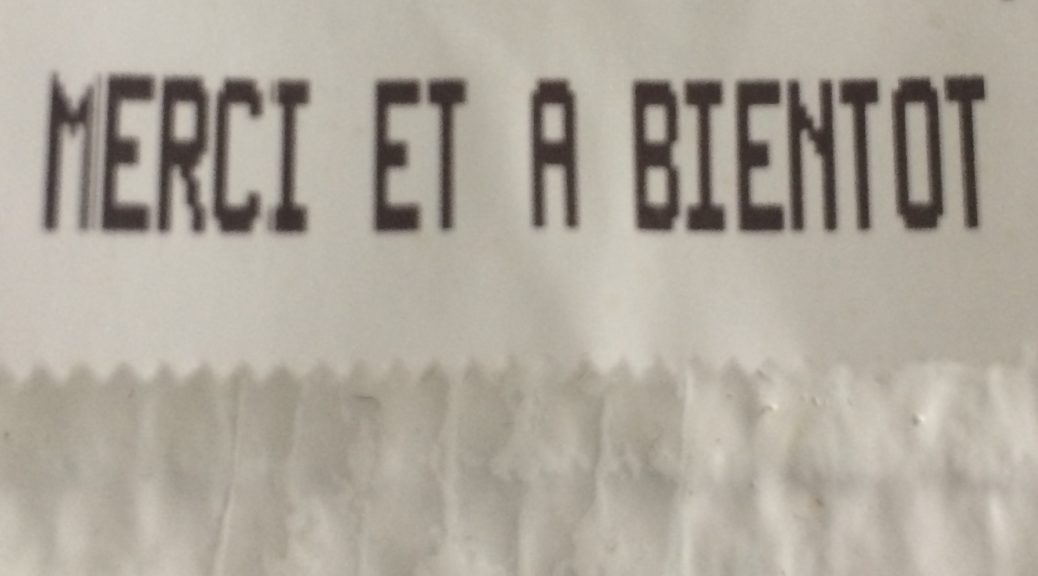 MERCI ET A BIENTOT